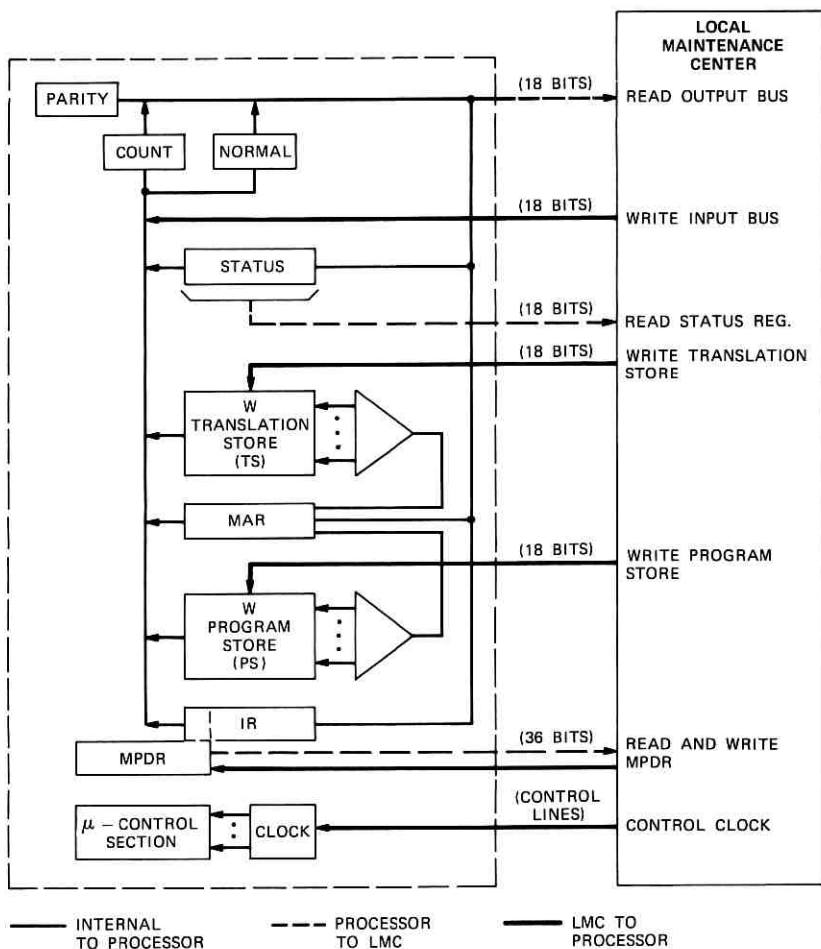 LOCAL
MAINTENANCE
CENTER
PARITY
(18 BITS)
READ OUTPUT BUS
COUNT
NORMAL
(18 BITS)
WRITE INPUT BUS
STATUS
(18 BITS)
READ STATUS REG.
(18 BITS)
WRITE TRANSLATION
STORE
W
TRANSLATION
STORE
(TS)
MAR
(18 BITS)
WRITE PROGRAM
STORE
W
PROGRAM
STORE
(PS)
IR
(36 BITS)
READ AND WRITE
MPDR
MPDR
μ – CONTROL
SECTION
CLOCK
(CONTROL
LINES)
CONTROL CLOCK
INTERNAL
TO PROCESSOR
PROCESSOR
TO LMC
LMC TO
PROCESSOR